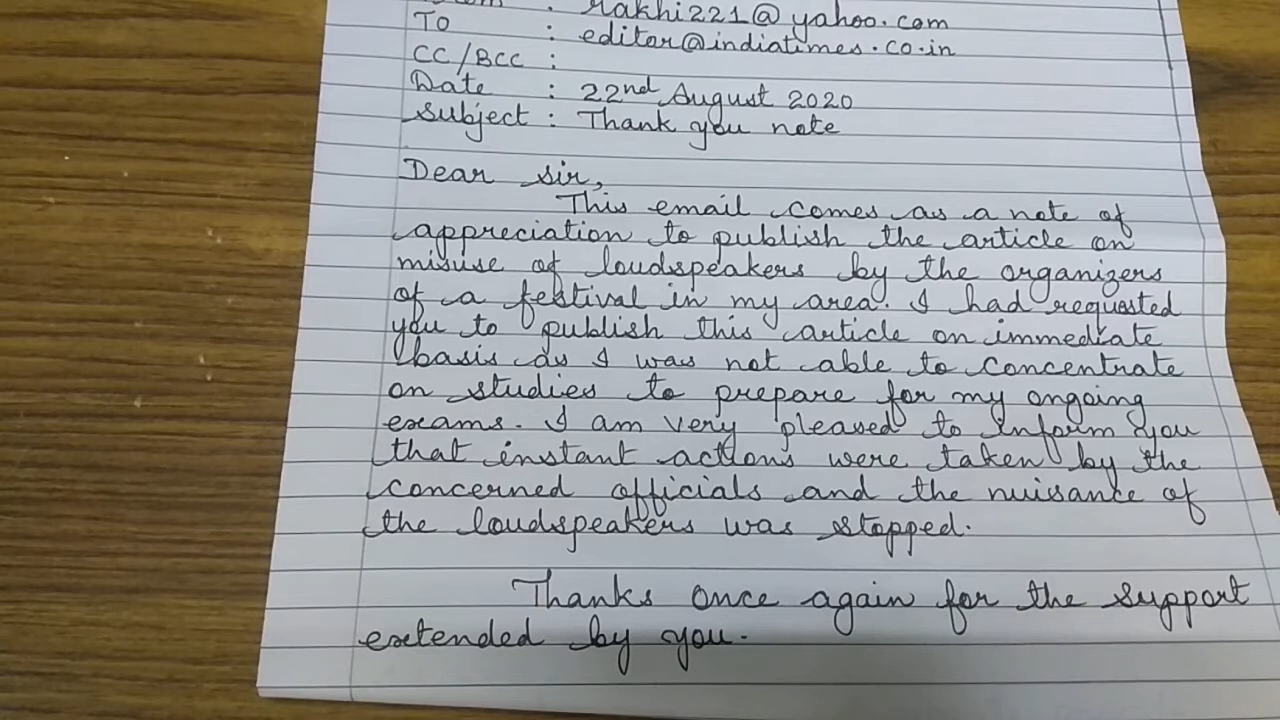 : rakhi221@yahoo.com
To : editor@indiatimes.co.in
CC/BCC :
Date : 22nd August 2020
Subject : Thank you note
Dear Sir,
This email comes as a note of
appreciation to publish the article on
misuse of loudspeakers by the organizers
of a festival in my area. I had requested
you to publish this article on immediate
basis as I was not able to concentrate
on studies to prepare for my ongoing
exams. I am very pleased to inform you
that instant actions were taken by the
concerned officials and the nuisance of
the loudspeakers was stopped.
Thanks once again for the support
extended by you.